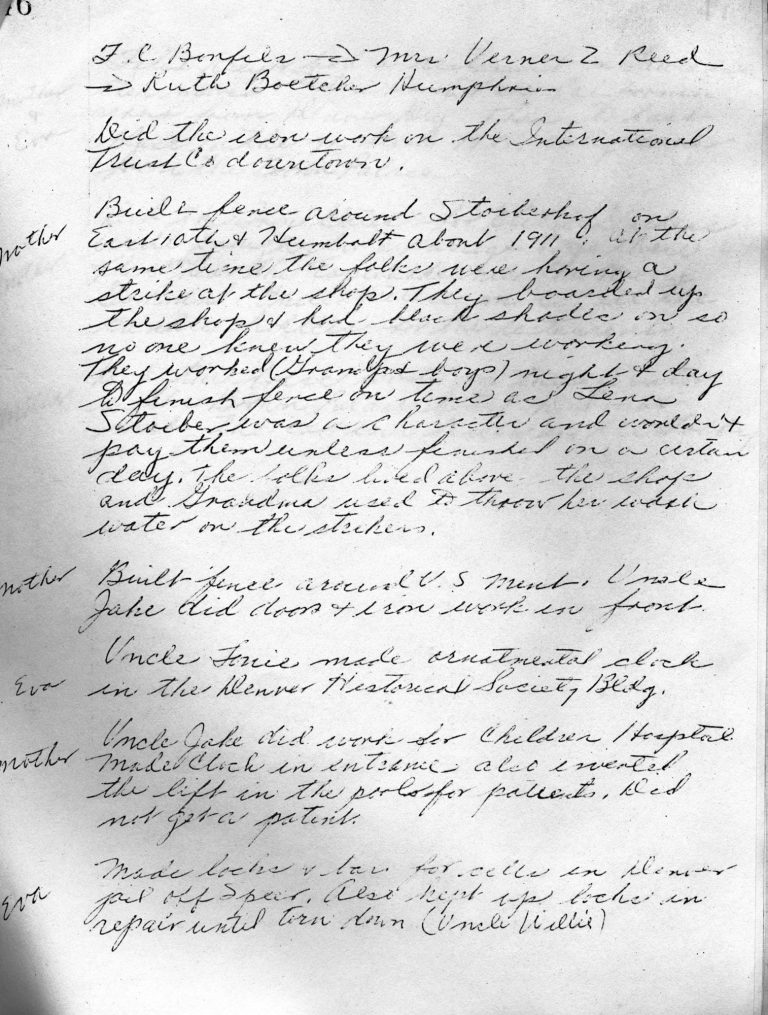 16
F. C Bonfils → Mrs Verner Z Reed
→ Ruth Boetcher Humphries
Did the iron work on the International
Trust Co downtown.
Mother
Built fence around Stoiberhof on
East 10th & Humbolt about 1911. at the
same time the folks were having a
strike at the shop. They boarded up
the shop & had black shades on so
no one knew they were working.
They worked (Gramp & boys) night & day
to finish fence on time as Lena
Stoiber was a character and wouldn't
pay them unless finished on a certain
day. The folks lived above the shop
and Grandma used to throw her wash
water on the strikers.
Mother
Built fence around U. S Mint. Uncle
Jake did doors & iron work in front.
Uncle Tonie made ornatmental clock
Eva
in the Denver Historical Society Bldg.
Mother
Uncle Jake did work for Children Hospital
Made Clock in entrance also invented
the lift in the pools for patients. Did
not get a patent.
Eva
Made locks & bars for cells in Denver
jail off Speer. Also kept up locks in
repair until torn down (Uncle Willie)